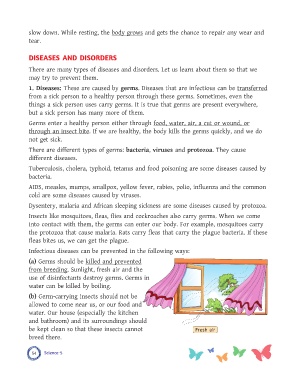 slow down. While resting, the body grows and gets the chance to repair any wear and
tear.
DISEASES AND DISORDERS
There are many types of diseases and disorders. Let us learn about them so that we
may try to prevent them.
1. Diseases: These are caused by germs. Diseases that are infectious can be transferred
from a sick person to a healthy person through these germs. Sometimes, even the
things a sick person uses carry germs. It is true that germs are present everywhere,
but a sick person has many more of them.
Germs enter a healthy person either through food, water, air, a cut or wound, or
through an insect bite. If we are healthy, the body kills the germs quickly, and we do
not get sick.
There are different types of germs: bacteria, viruses and protozoa. They cause
different diseases.
Tuberculosis, cholera, typhoid, tetanus and food poisoning are some diseases caused by
bacteria.
AIDS, measles, mumps, smallpox, yellow fever, rabies, polio, influenza and the common
cold are some diseases caused by viruses.
Dysentery, malaria and African sleeping sickness are some diseases caused by protozoa.
Insects like mosquitoes, fleas, flies and cockroaches also carry germs. When we come
into contact with them, the germs can enter our body. For example, mosquitoes carry
the protozoa that cause malaria. Rats carry fleas that carry the plague bacteria. If these
fleas bites us, we can get the plague.
Infectious diseases can be prevented in the following ways:
(a) Germs should be killed and prevented
from breeding. Sunlight, fresh air and the
use of disinfectants destroy germs. Germs in
water can be killed by boiling.
(b) Germ-carrying insects should not be
allowed to come near us, or our food and
water. Our house (especially the kitchen
and bathroom) and its surroundings should
be kept clean so that these insects cannot
breed there.
Fresh air
64 Science-5